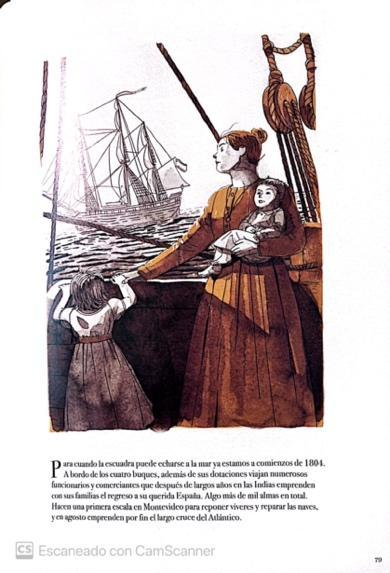 Para cuando la escuadra puede echarse a la mar ya estamos a comienzos de 1804.
A bordo de los cuatro buques, además de sus dotaciones viajan numerosos
funcionarios y comerciantes que después de largos años en las Indias emprenden
con sus familias el regreso a su querida España. Algo más de mil almas en total.
Hacen una primera escala en Montevideo para reponer víveres y reparar las naves,
y en agosto emprenden por fin el largo cruce del Atlántico.
CS Escaneado con CamScanner
79